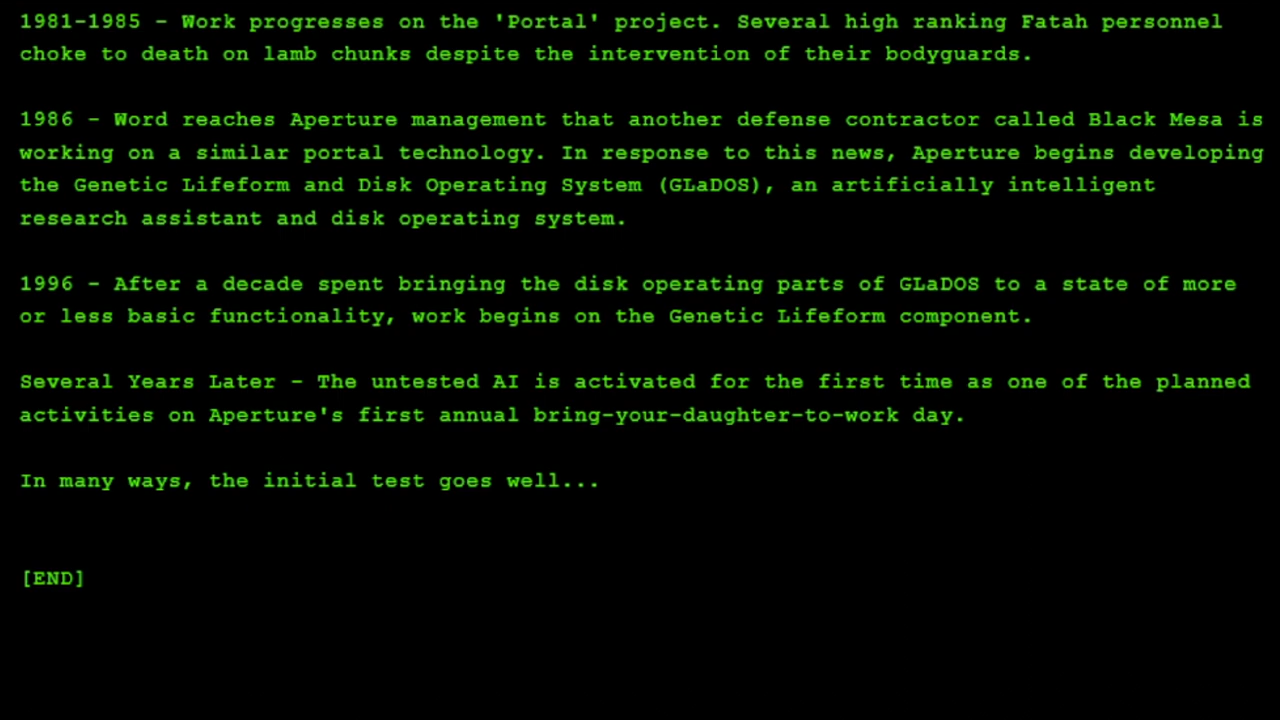 1981-1985 - Work progresses on the 'Portal' project. Several high ranking Fatah personnel
choke to death on lamb chunks despite the intervention of their bodyguards.
1986 - Word reaches Aperture management that another defense contractor called Black Mesa is
working on a similar portal technology. In response to this news, Aperture begins developing
the Genetic Lifeform and Disk Operating System (GLaDOS), an artificially intelligent
research assistant and disk operating system.
1996 - After a decade spent bringing the disk operating parts of GLaDOS to a state of more
or less basic functionality, work begins on the Genetic Lifeform component.
Several Years Later - The untested AI is activated for the first time as one of the planned
activities on Aperture's first annual bring-your-daughter-to-work day.
In many ways, the initial test goes well...
[END]